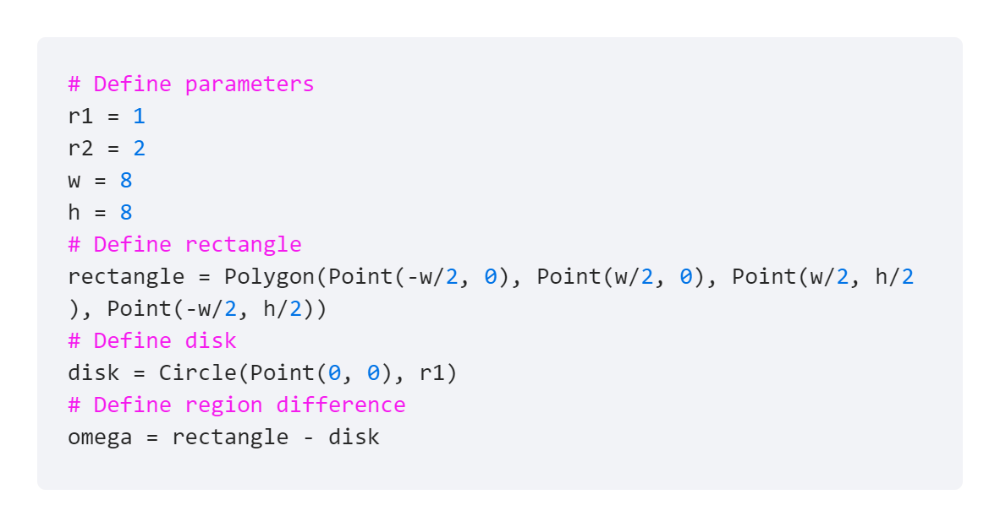 # Define parameters
r1 = 1
r2 = 2
w = 8
h = 8
# Define rectangle
rectangle = Polygon(Point(-w/2, 0), Point(w/2, 0), Point(w/2, h/2
), Point(-w/2, h/2))
# Define disk
disk = Circle(Point(0, 0), r1)
# Define region difference
omega = rectangle - disk